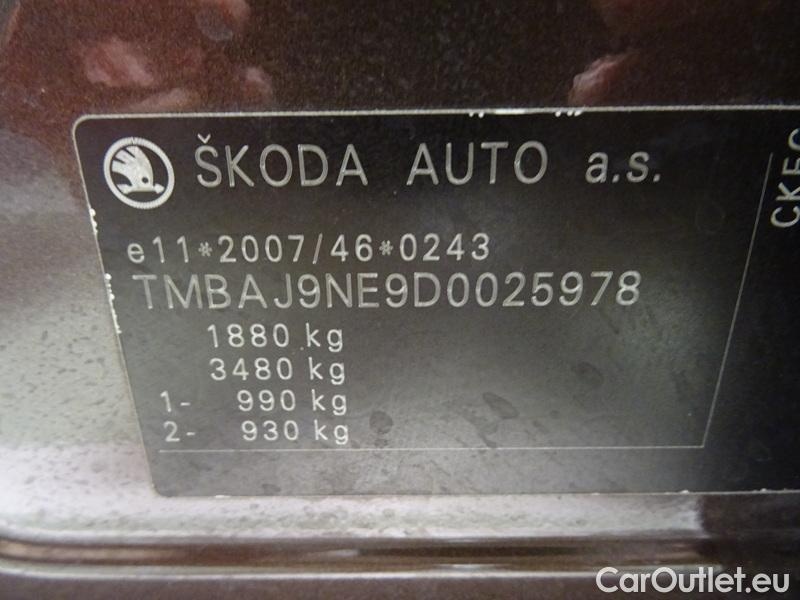 ŠKODA AUTO a.s.
e11*2007/46*0243
TMBAJ9NE9D0025978
1880 kg
3480 kg
1- 990 kg
2- 930 kg
CarOutlet.eu